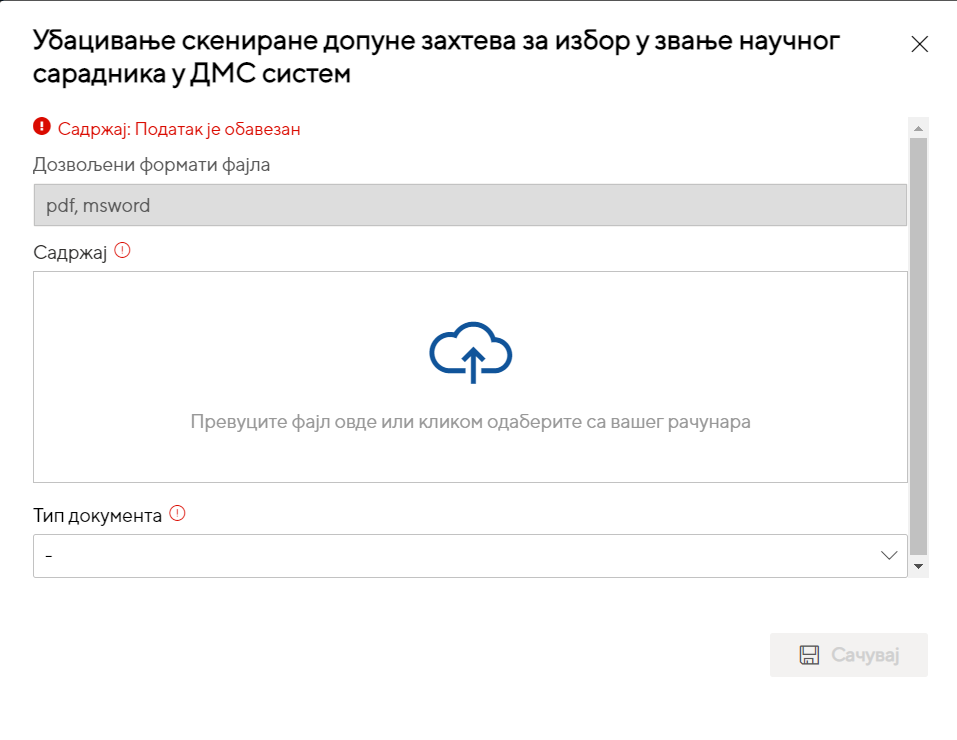 Убацивање скениране допуне захтева за избор у звање научног
сарадника у ДМС систем
Садржај: Податак је обавезан
Дозвољени формати фајла
pdf, msword
Садржај
Превуците фајл овде или кликом одаберите са вашег рачунара
Тип документа
-
Сачувај